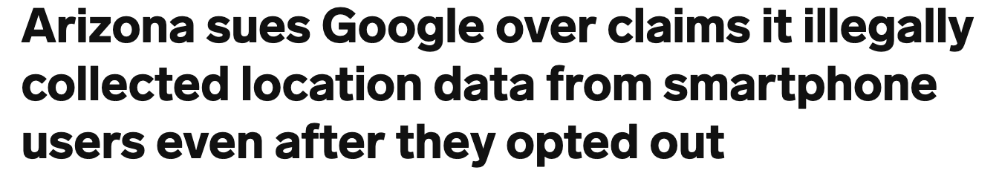 Arizona sues Google over claims it illegally
collected location data from smartphone
users even after they opted out